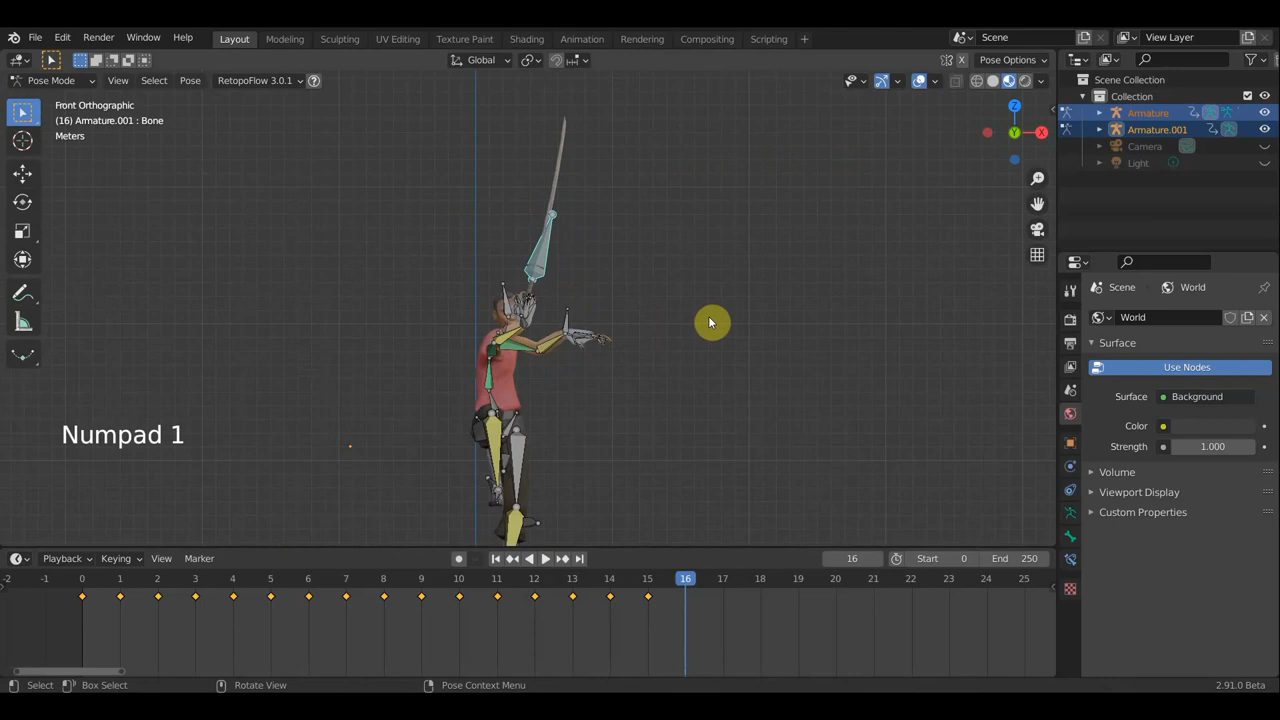 File Edit Render Window Help Layout Modeling Sculpting UV Editing Texture Paint Shading Animation Rendering Compositing Scripting + Scene View Layer
Global X Pose Options
Pose Mode View Select Pose RetopoFlow 3.0.1 ?
Front Orthographic
(16) Armature.001 : Bone
Meters
Z
Y
X
Scene Collection
Collection
Armature
Armature.001
Camera
Light
Scene World
World
Surface
Use Nodes
Surface Background
Color
Strength 1.000
Volume
Viewport Display
Custom Properties
Numpad 1
Playback Keying View Marker 16 Start 0 End 250
-2 -1 0 1 2 3 4 5 6 7 8 9 10 11 12 13 14 15 16 17 18 19 20 21 22 23 24 25
Select Box Select Rotate View Pose Context Menu 2.91.0 Beta